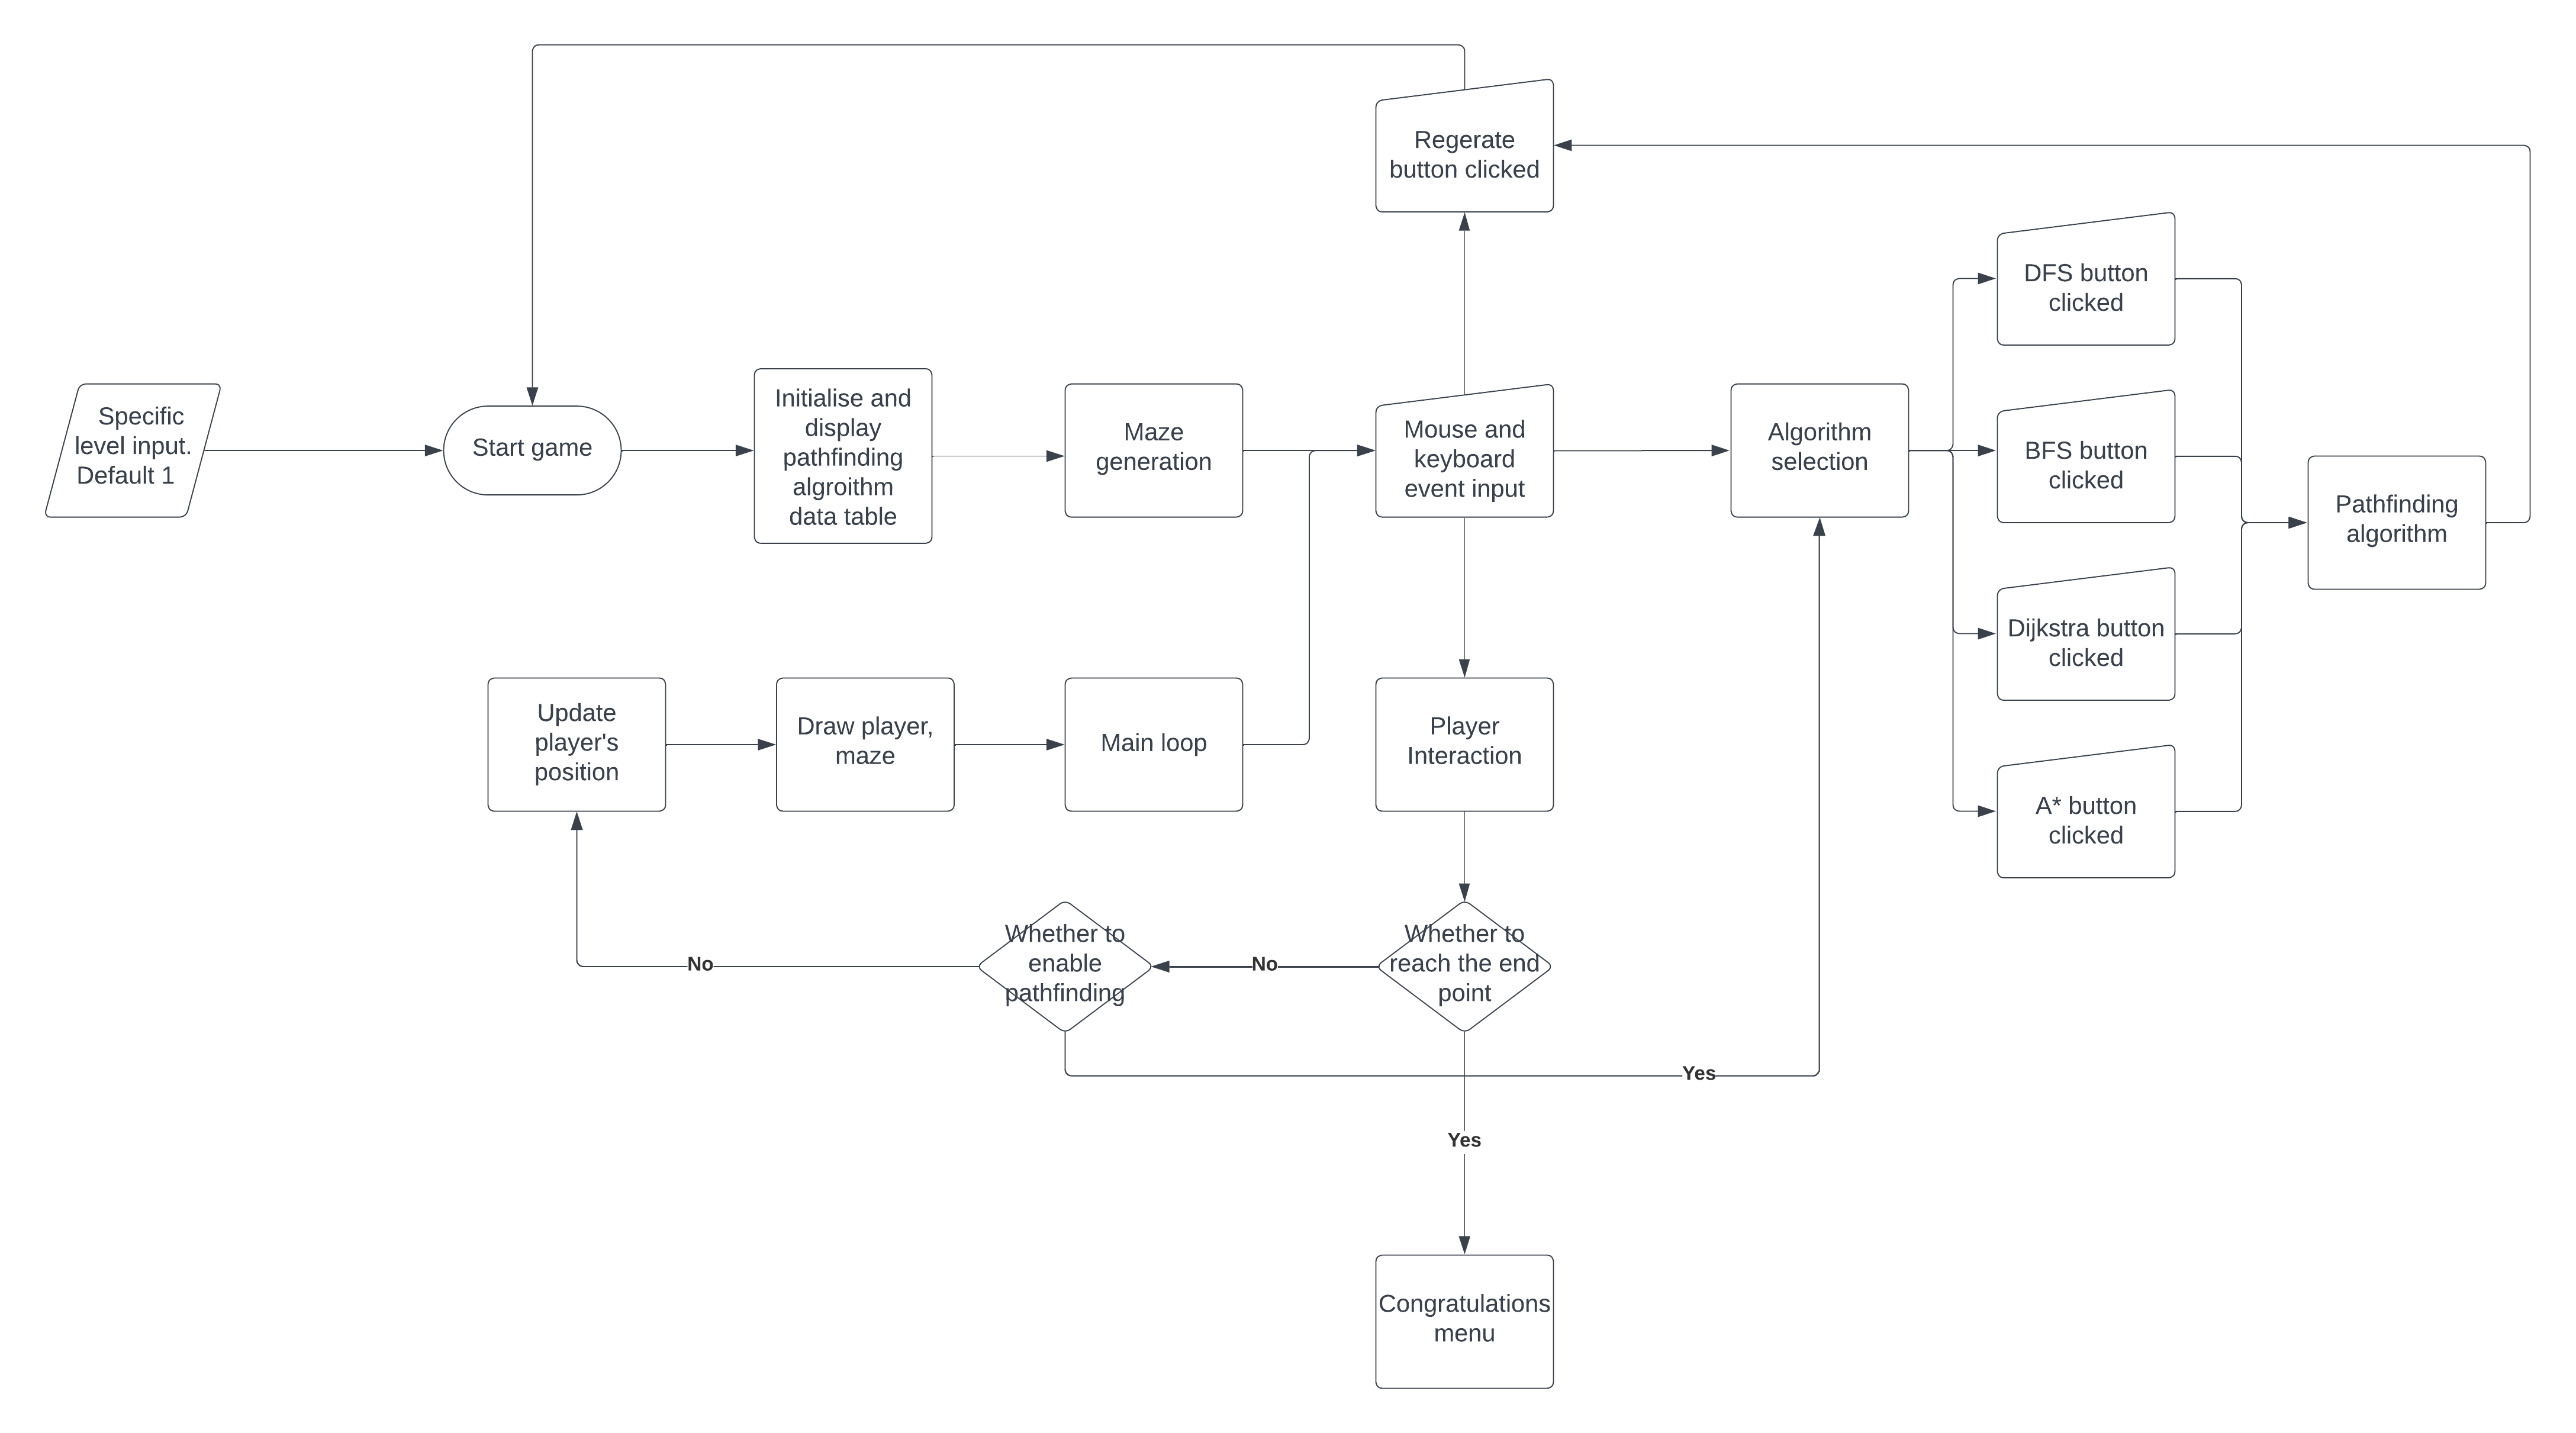 Regerate
button clicked
DFS button
clicked
Specific
level input.
Default 1
Start game
Initialise and
display
pathfinding
algroithm
data table
Maze
generation
Mouse and
keyboard
event input
Algorithm
selection
BFS button
clicked
Pathfinding
algorithm
Dijkstra button
clicked
Update
player's
position
Draw player,
maze
Main loop
Player
Interaction
A* button
clicked
No
Whether to
enable
pathfinding
No
Whether to
reach the end
point
Yes
Yes
Congratulations
menu